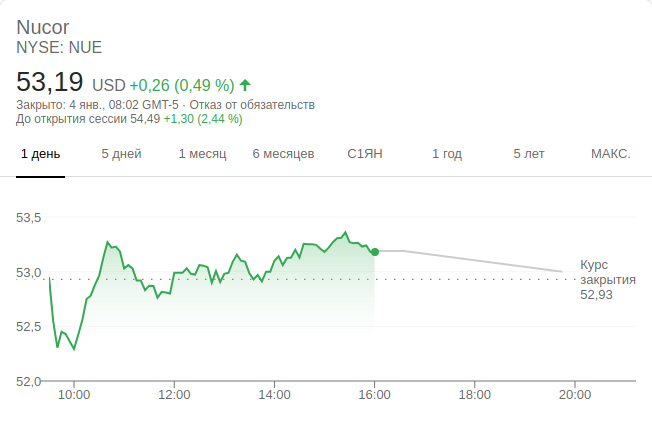 Nucor
NYSE: NUE
53,19 USD +0,26 (0,49 %)
Закрыто: 4 янв., 08:02 GMT-5 · Отказ от обязательств
До открытия сессии 54,49 +1,30 (2,44 %)
1 день 5 дней 1 месяц 6 месяцев С1ЯН 1 год 5 лет МАКС.
53,5
53,0
52,5
52,0
Курс
закрытия
52,93
10:00 12:00 14:00 16:00 18:00 20:00